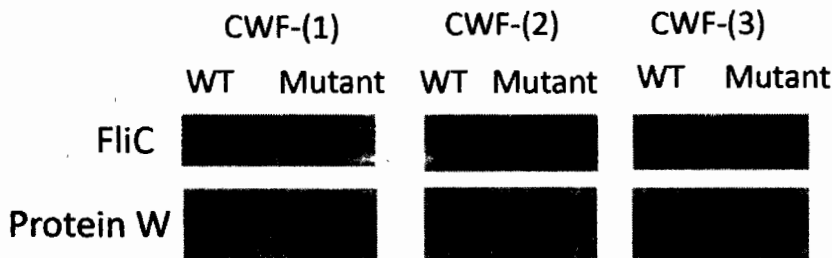 CWF-(1) CWF-(2) CWF-(3)
WT Mutant WT Mutant WT Mutant
FliC
Protein W